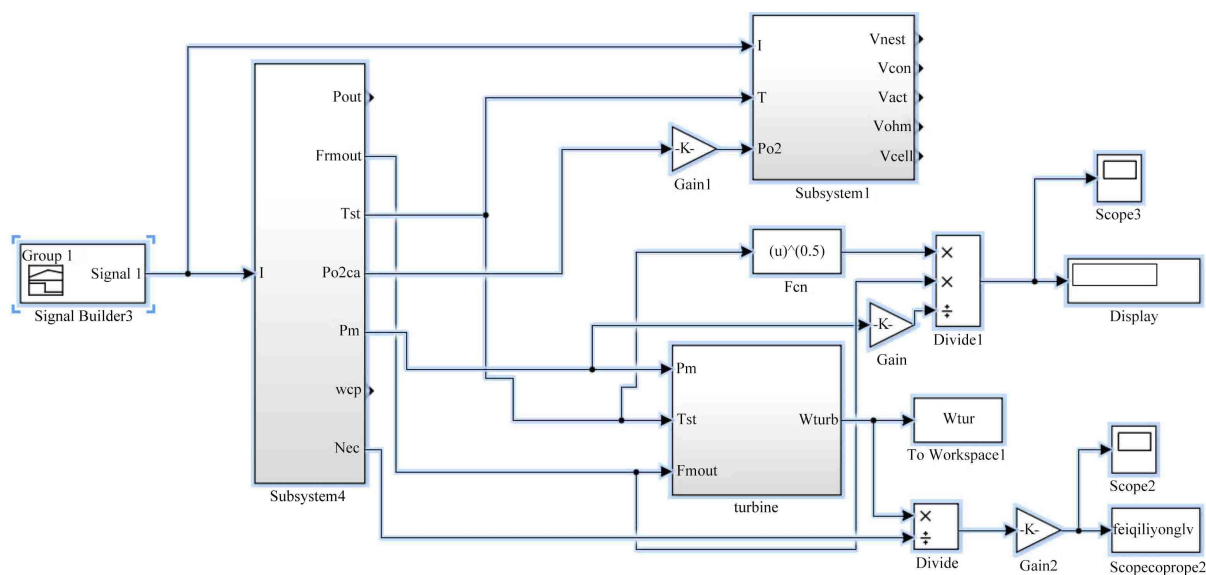 Group 1
Signal 1
Signal Builder3
I
Pout
Frmout
Tst
Po2ca
Pm
wcp
Nec
Subsystem4
-K-
Gain1
I
T
Po2
Vnest
Vcon
Vact
Vohm
Vcell
Subsystem1
(u)^(0.5)
Fcn
-K-
Gain
×
×
÷
Divide1
Scope3
Display
Pm
Tst
Fmout
Wturb
turbine
Wtur
To Workspace1
×
÷
Divide
-K-
Gain2
Scope2
feiqiliyonglv
Scopecoprope2